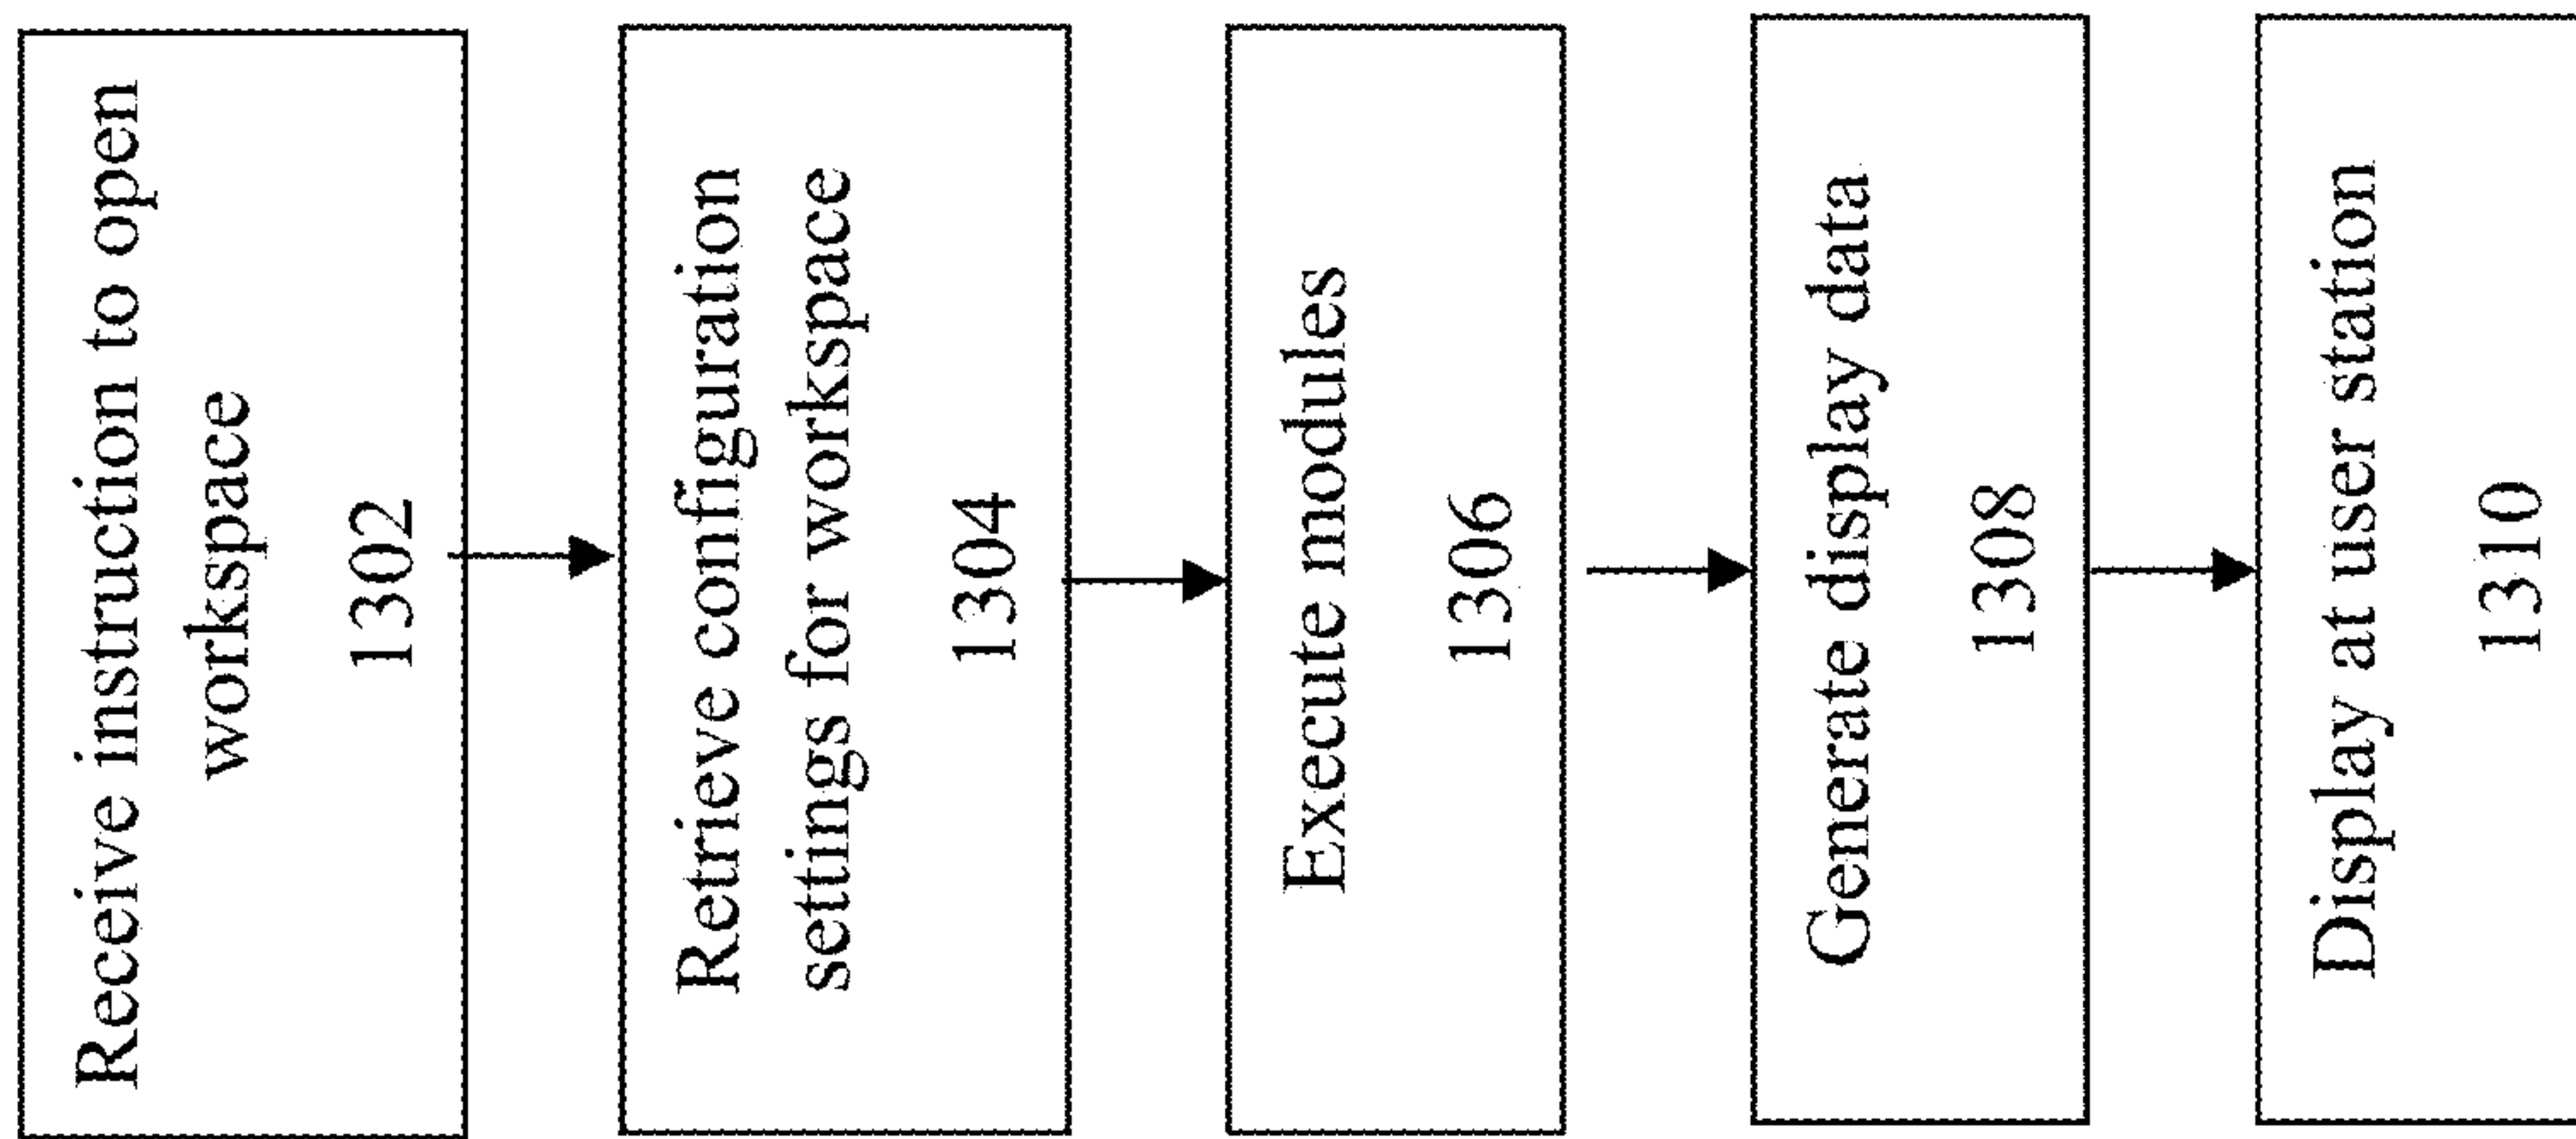 Receive instruction to open
workspace
1302
Retrieve configuration
settings for workspace
1304
Execute modules
1306
Generate display data
1308
Display at user station
1310